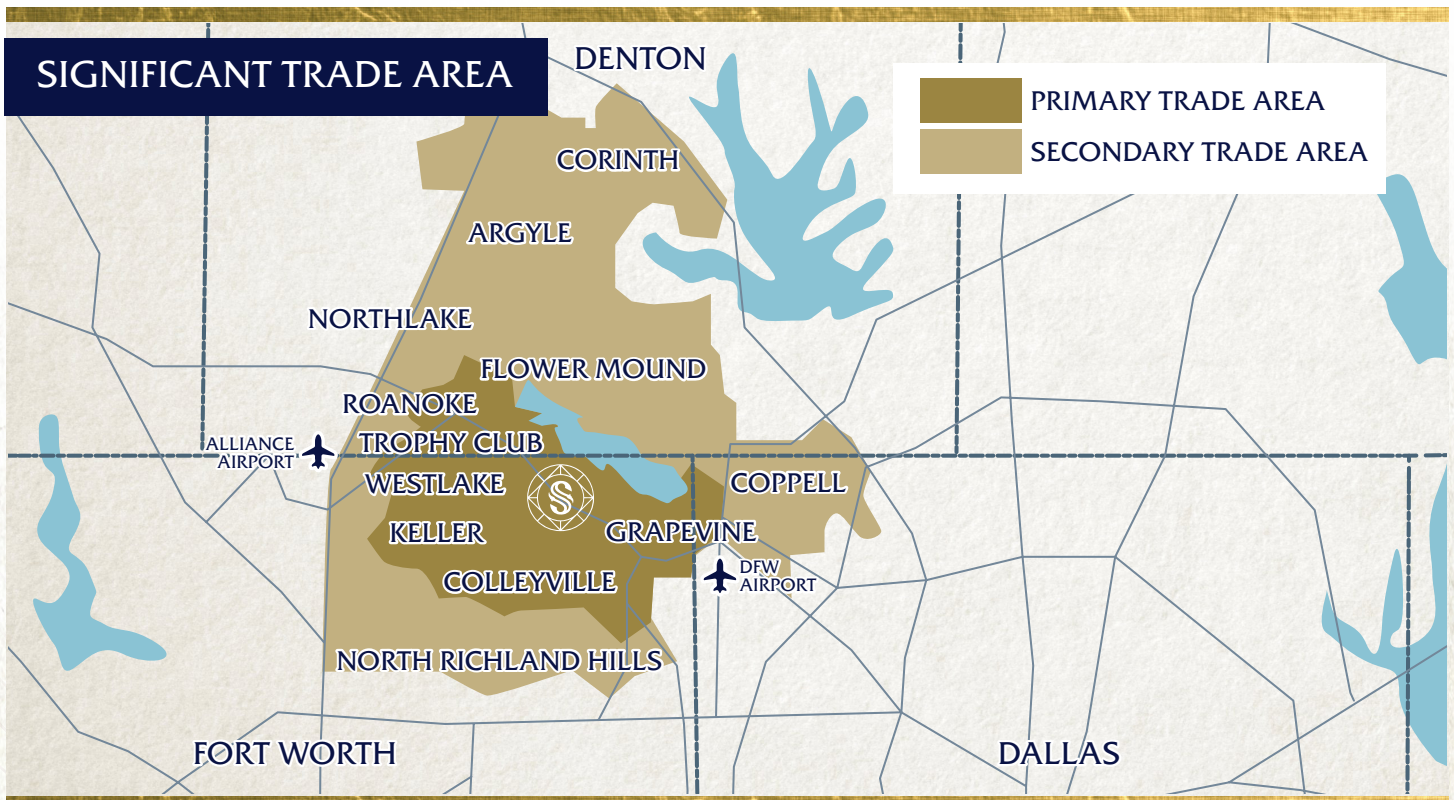 SIGNIFICANT TRADE AREA
DENTON
PRIMARY TRADE AREA
SECONDARY TRADE AREA
CORINTH
ARGYLE
NORTHLAKE
FLOWER MOUND
ROANOKE
ALLIANCE
AIRPORT
TROPHY CLUB
WESTLAKE
COPPELL
S
KELLER
GRAPEVINE
DFW
AIRPORT
COLLEYVILLE
NORTH RICHLAND HILLS
FORT WORTH
DALLAS